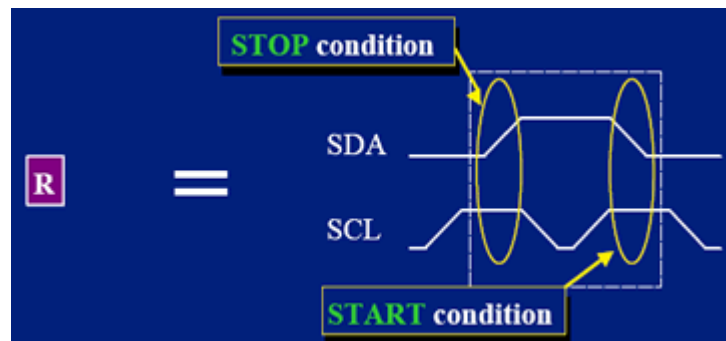 STOP condition
SDA
R =
SCL
START condition